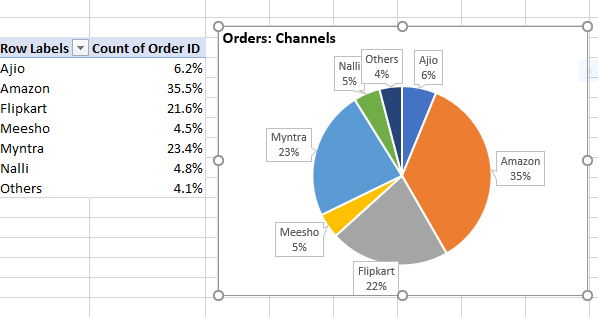 Row Labels Count of Order ID
Ajio 6.2%
Amazon 35.5%
Flipkart 21.6%
Meesho 4.5%
Myntra 23.4%
Nalli 4.8%
Others 4.1%
Orders: Channels
Nalli
5%
Others
4%
Ajio
6%
Myntra
23%
Amazon
35%
Meesho
5%
Flipkart
22%